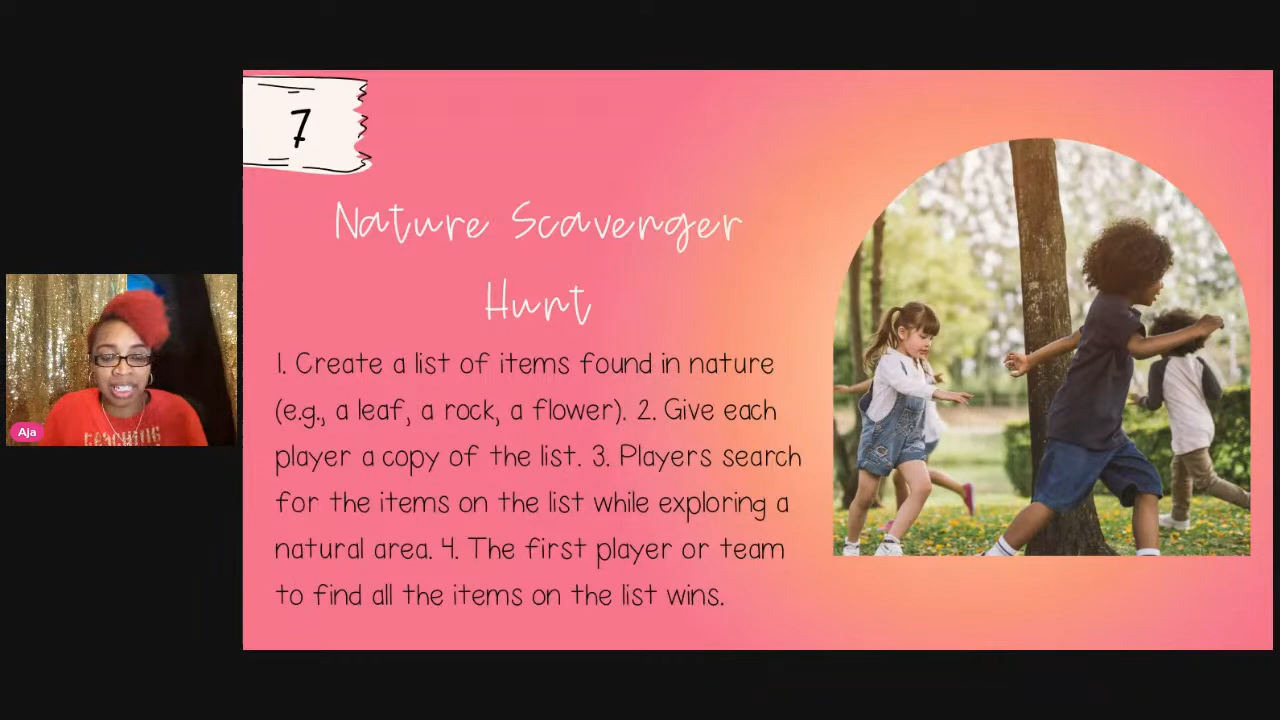 7
Nature Scavenger
Hunt
1. Create a list of items found in nature
(e.g., a leaf, a rock, a flower). 2. Give each
player a copy of the list. 3. Players search
for the items on the list while exploring a
natural area. 4. The first player or team
to find all the items on the list wins.
Aja
teaching